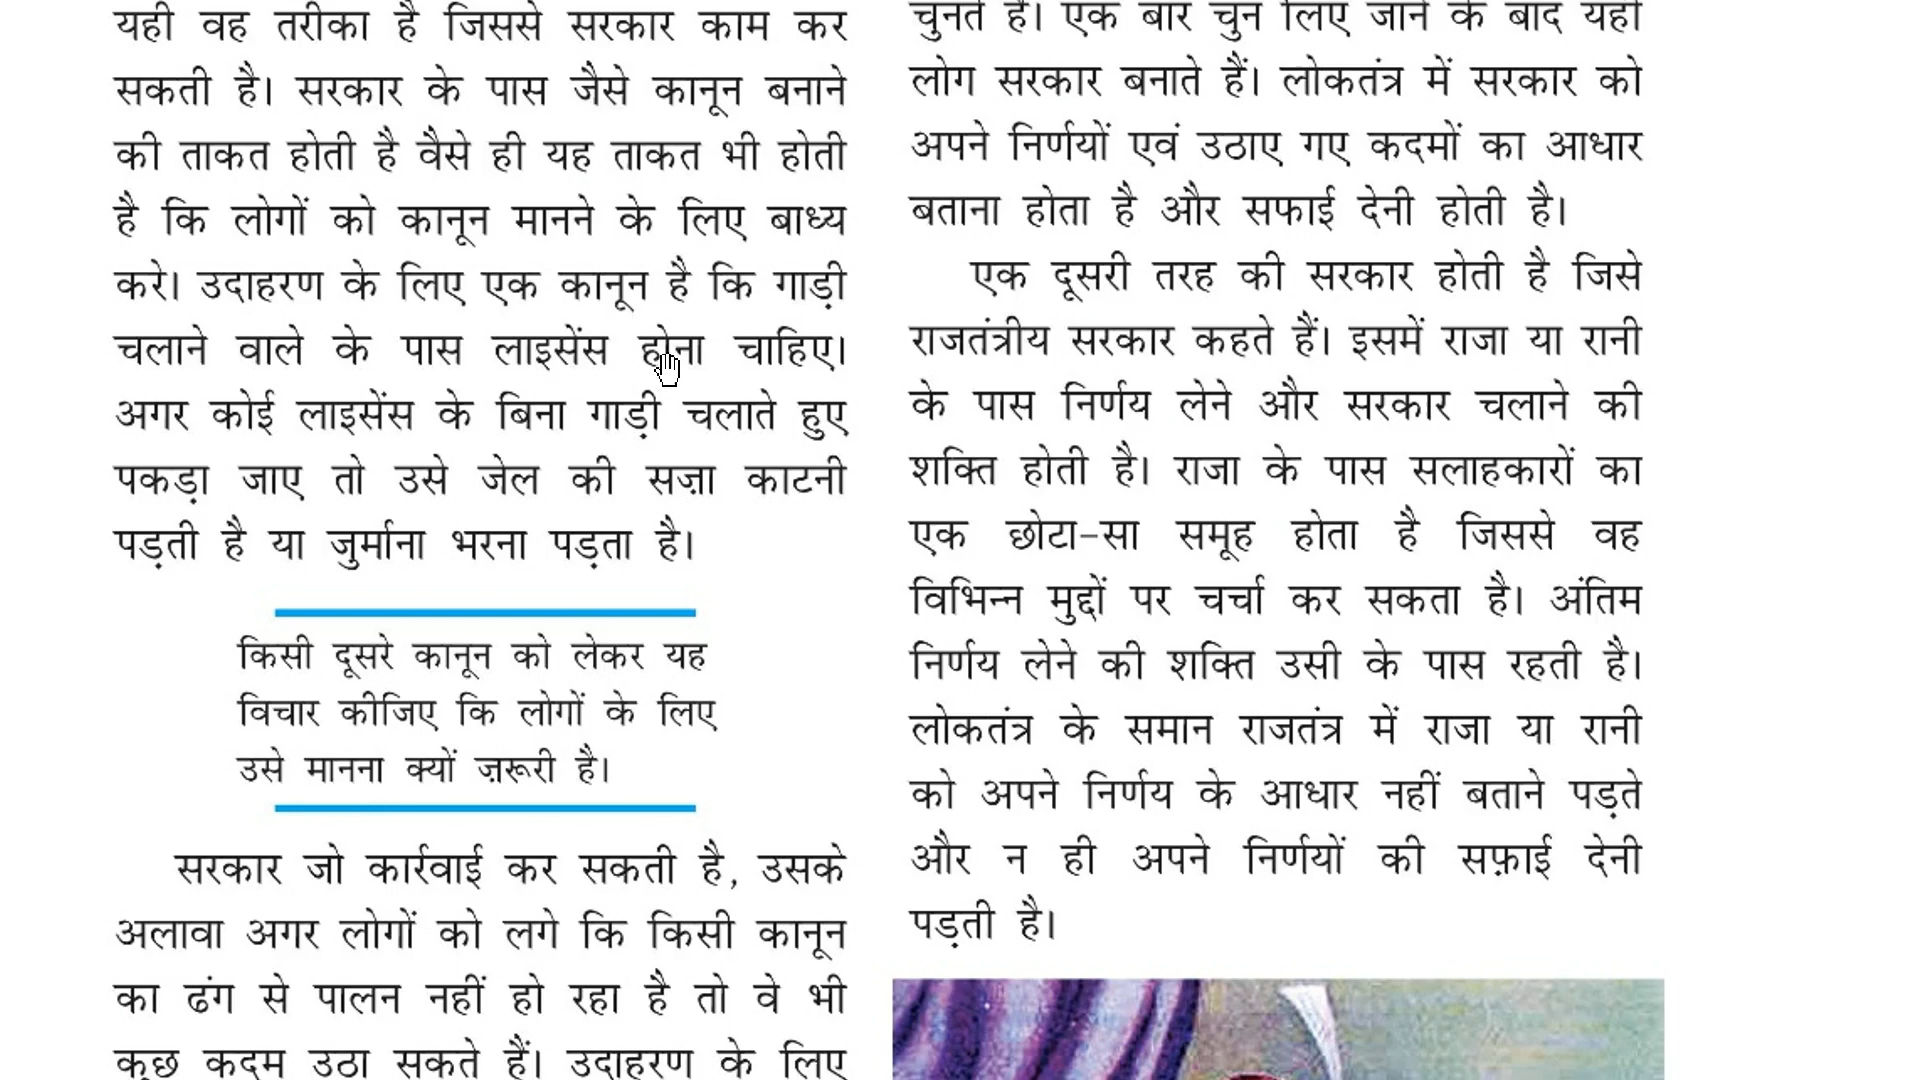 यही वह तरीका है जिससे सरकार काम कर
सकती है। सरकार के पास जैसे कानून बनाने
की ताकत होती है वैसे ही यह ताकत भी होती
है कि लोगों को कानून मानने के लिए बाध्य
करे। उदाहरण के लिए एक कानून है कि गाड़ी
चलाने वाले के पास लाइसेंस होना चाहिए।
अगर कोई लाइसेंस के बिना गाड़ी चलाते हुए
पकड़ा जाए तो उसे जेल की सज़ा काटनी
पड़ती है या जुर्माना भरना पड़ता है।
किसी दूसरे कानून को लेकर यह
विचार कीजिए कि लोगों के लिए
उसे मानना क्यों ज़रूरी है।
सरकार जो कार्रवाई कर सकती है, उसके
अलावा अगर लोगों को लगे कि किसी कानून
का ढंग से पालन नहीं हो रहा है तो वे भी
कुछ कदम उठा सकते हैं। उदाहरण के लिए
चुनते हैं। एक बार चुन लिए जाने के बाद यही
लोग सरकार बनाते हैं। लोकतंत्र में सरकार को
अपने निर्णयों एवं उठाए गए कदमों का आधार
बताना होता है और सफाई देनी होती है।
एक दूसरी तरह की सरकार होती है जिसे
राजतंत्रीय सरकार कहते हैं। इसमें राजा या रानी
के पास निर्णय लेने और सरकार चलाने की
शक्ति होती है। राजा के पास सलाहकारों का
एक छोटा-सा समूह होता है जिससे वह
विभिन्न मुद्दों पर चर्चा कर सकता है। अंतिम
निर्णय लेने की शक्ति उसी के पास रहती है।
लोकतंत्र के समान राजतंत्र में राजा या रानी
को अपने निर्णय के आधार नहीं बताने पड़ते
और न ही अपने निर्णयों की सफ़ाई देनी
पड़ती है।